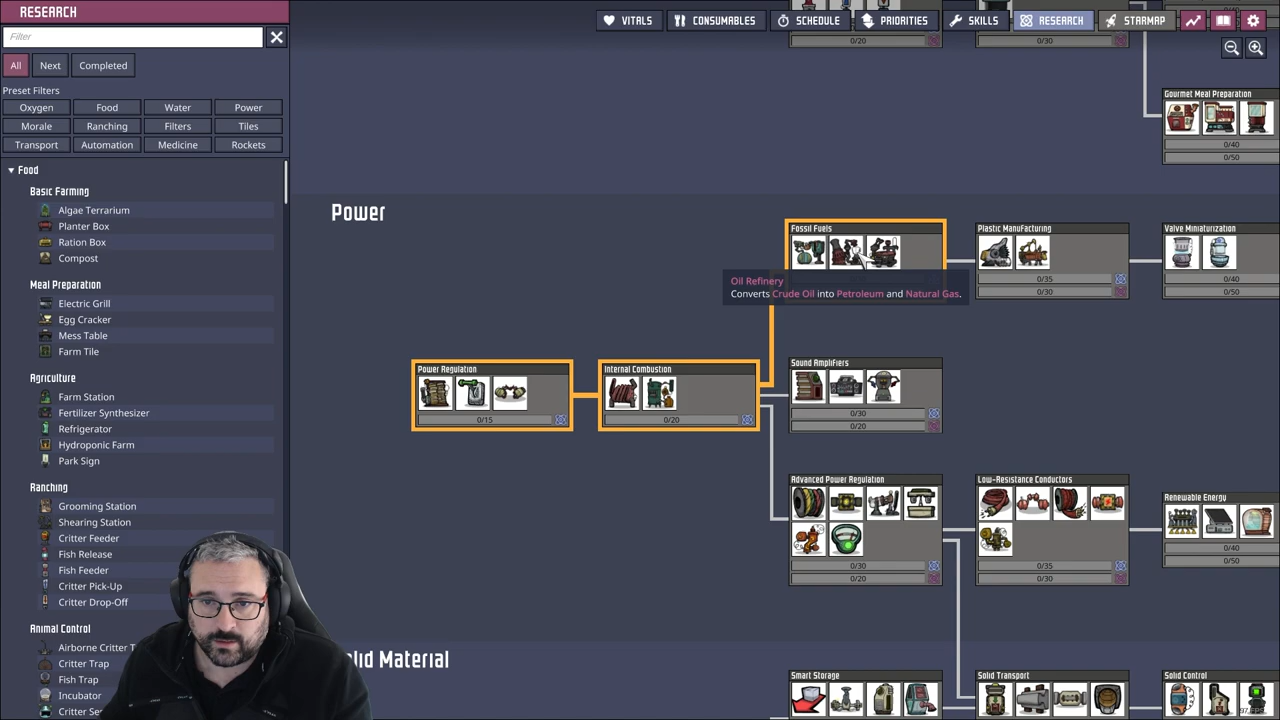 RESEARCH
VITALS
CONSUMABLES
SCHEDULE
PRIORITIES
SKILLS
RESEARCH
STARMAP
Filter
All
Next
Completed
Preset Filters
Oxygen
Food
Water
Power
Morale
Ranching
Filters
Tiles
Transport
Automation
Medicine
Rockets
Food
Basic Farming
Algae Terrarium
Planter Box
Ration Box
Compost
Meal Preparation
Electric Grill
Egg Cracker
Mess Table
Farm Tile
Agriculture
Farm Station
Fertilizer Synthesizer
Refrigerator
Hydroponic Farm
Park Sign
Ranching
Grooming Station
Shearing Station
Critter Feeder
Fish Release
Fish Feeder
Critter Pick-Up
Critter Drop-Off
Animal Control
Airborne Critter T
Critter Trap
Fish Trap
Incubator
Critter Se
0/20
0/30
Gourmet Meal Preparation
0/40
0/50
Power
Fossil Fuels
Plastic Manufacturing
0/35
0/30
Valve Miniaturization
0/40
0/50
Oil Refinery
Converts Crude Oil into Petroleum and Natural Gas.
Power Regulation
0/15
Internal Combustion
0/20
Sound Amplifiers
0/30
0/20
Advanced Power Regulation
0/30
0/20
Low-Resistance Conductors
0/35
0/30
Renewable Energy
0/40
0/50
lid Material
Smart Storage
Solid Transport
Solid Control
97 FPS